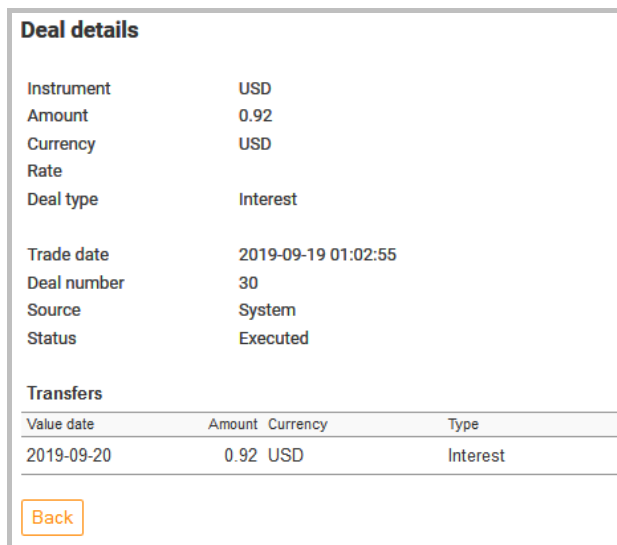 Deal details
Instrument USD
Amount 0.92
Currency USD
Rate
Deal type Interest
Trade date 2019-09-19 01:02:55
Deal number 30
Source System
Status Executed
Transfers
Value date Amount Currency Type
2019-09-20 0.92 USD Interest
Back